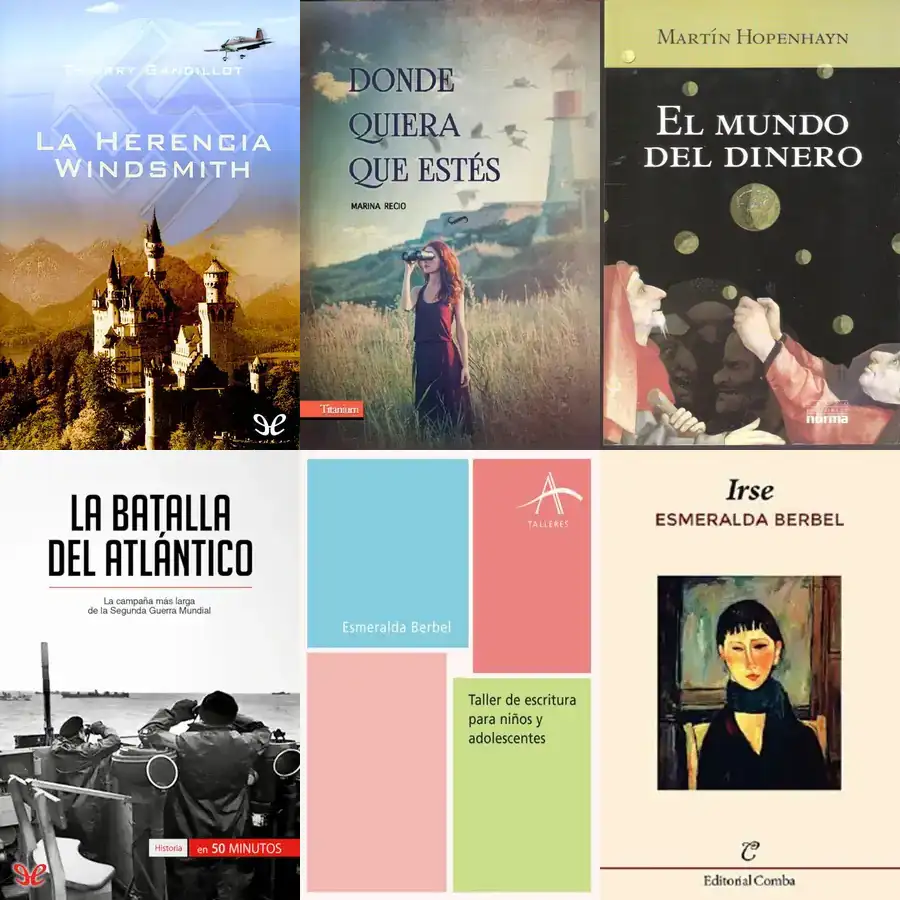 THIERRY GANDILLOT
LA HERENCIA
WINDSMITH
DONDE
QUIERA
QUE ESTÉS
MARINA RECIO
Titanium
MARTÍN HOPENHAYN
EL MUNDO
DEL DINERO
norma
LA BATALLA
DEL ATLÁNTICO
La campaña más larga
de la Segunda Guerra Mundial
Historia
en 50 MINUTOS
TALLERES
Esmeralda Berbel
Taller de escritura
para niños y
adolescentes
Irse
ESMERALDA BERBEL
Editorial Comba